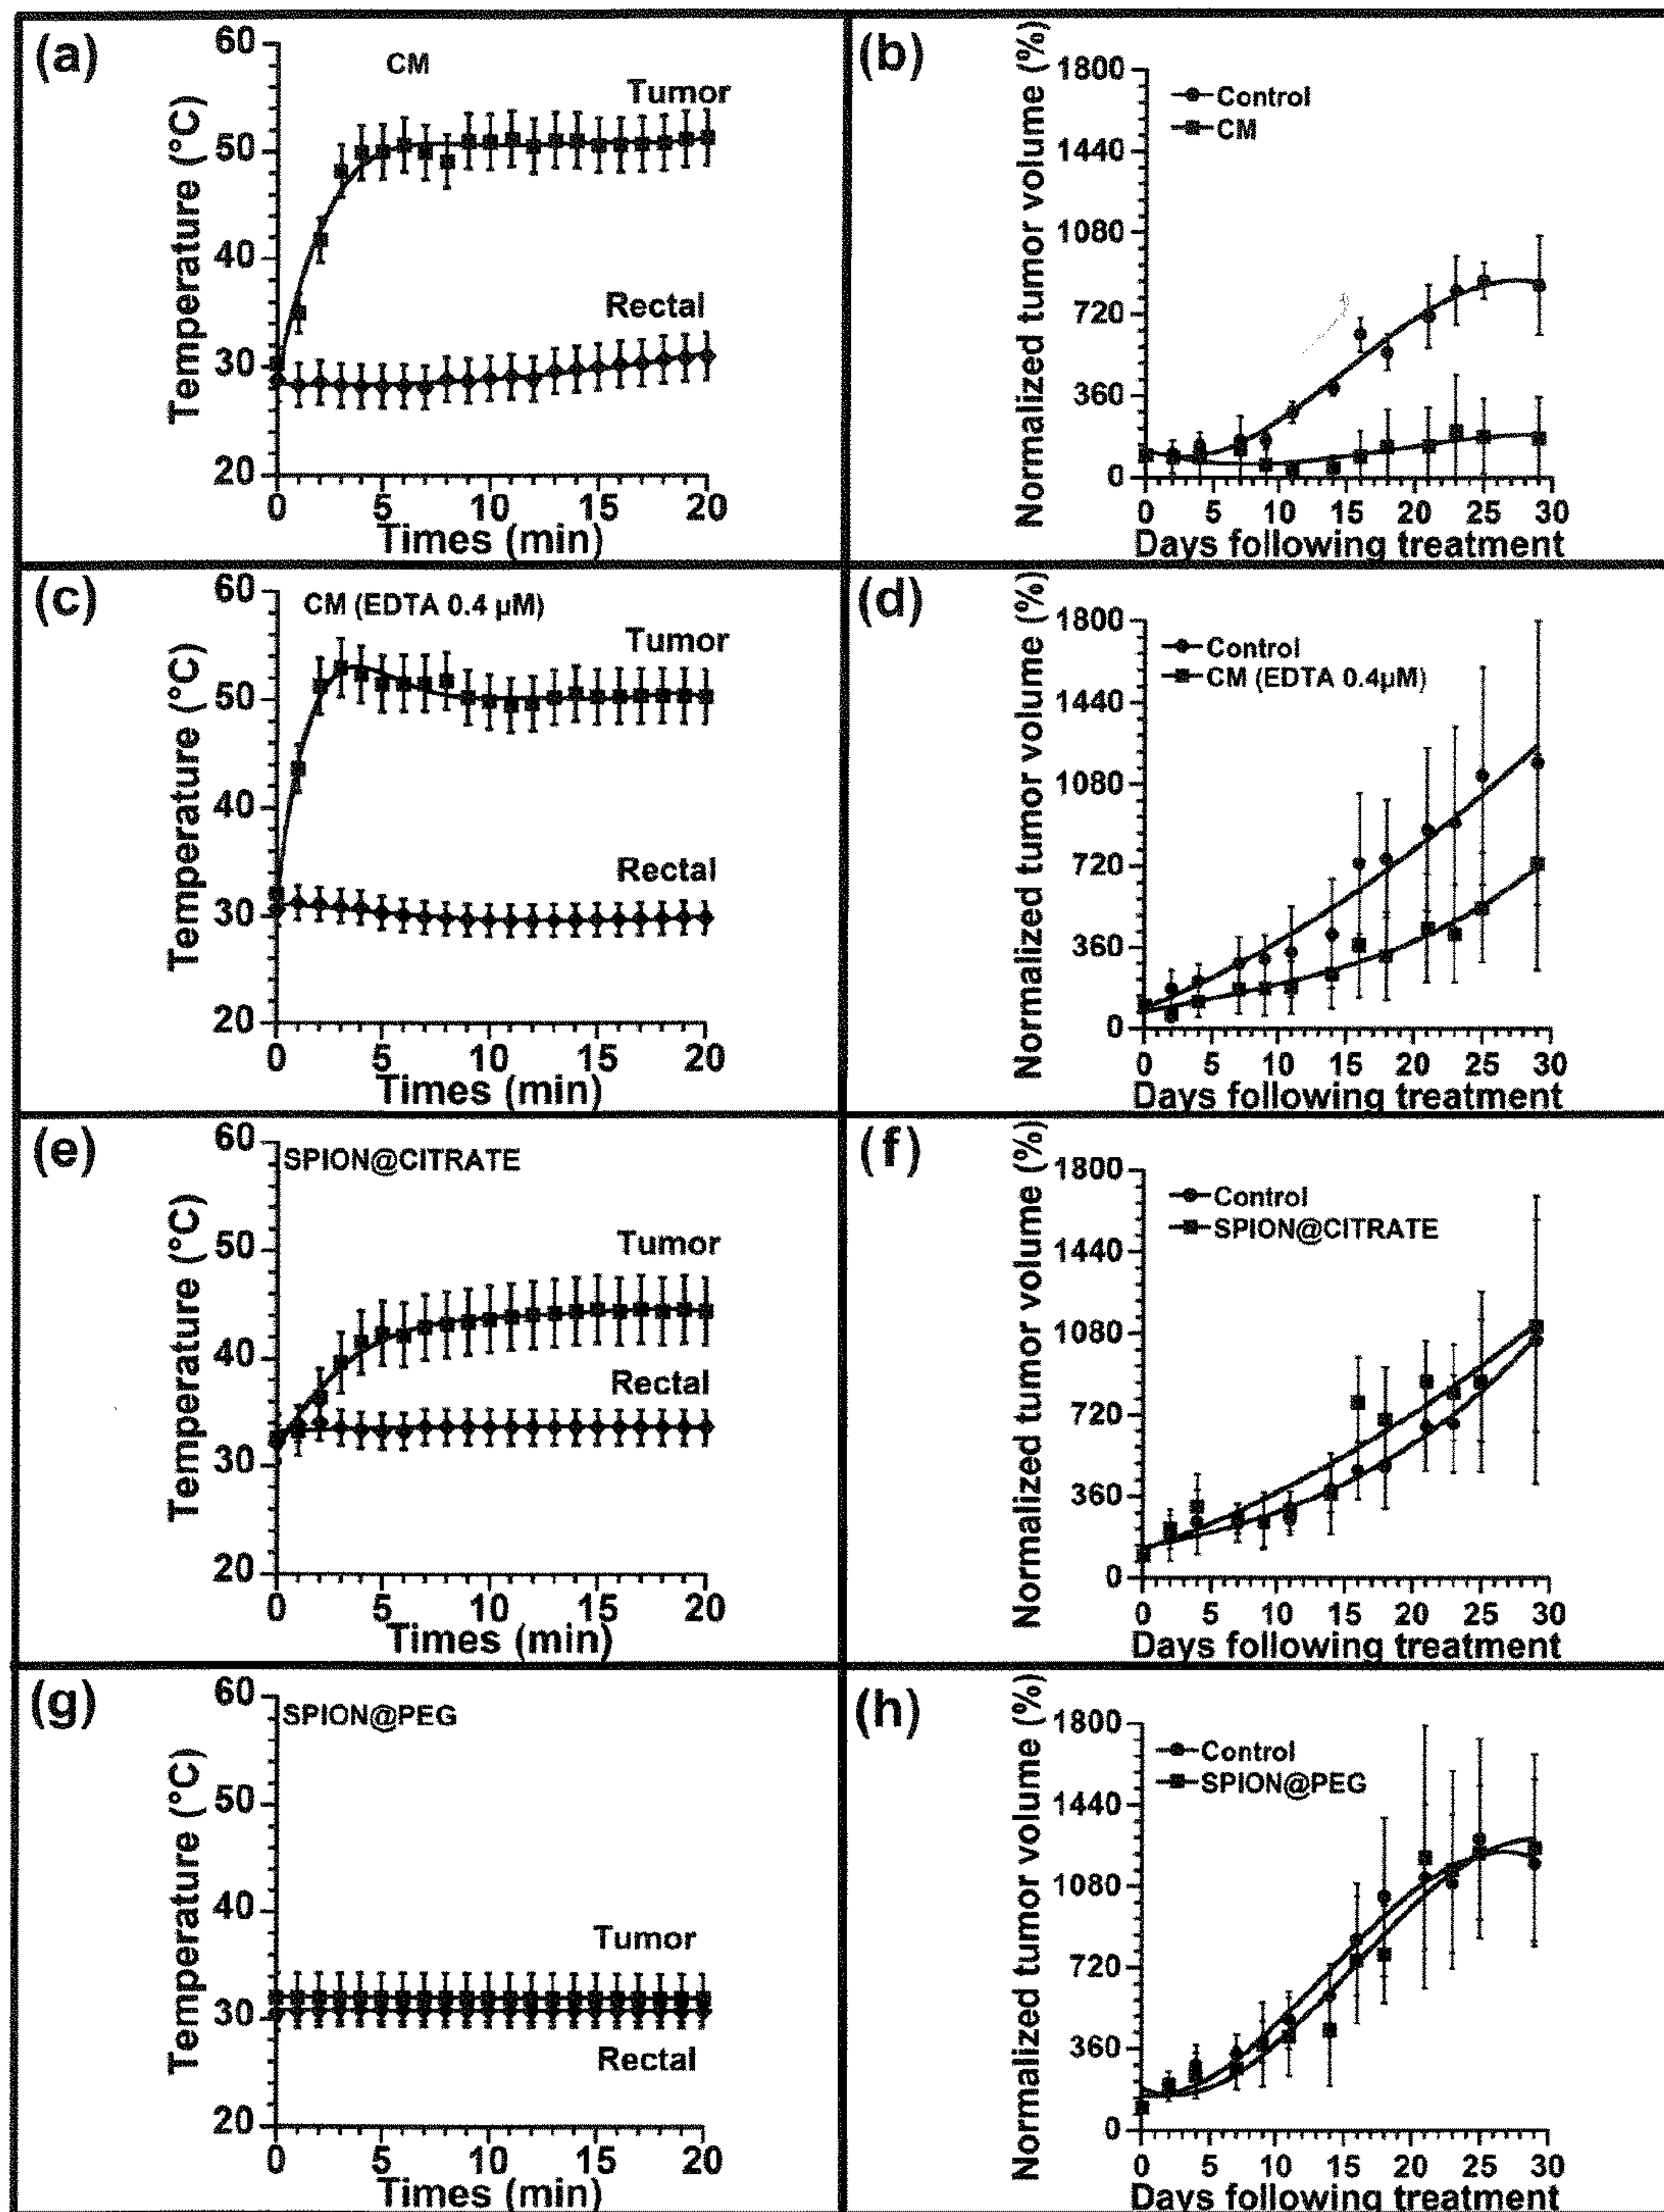 (a)
CM
Tumor
Rectal
Temperature (°C)
60
50
40
30
20
0 5 10 15 20
Times (min)
(b)
Control
CM
Normalized tumor volume (%)
1800
1440
1080
720
360
0
0 5 10 15 20 25 30
Days following treatment
(c)
CM (EDTA 0.4 µM)
Tumor
Rectal
Temperature (°C)
60
50
40
30
20
0 5 10 15 20
Times (min)
(d)
Control
CM (EDTA 0.4µM)
Normalized tumor volume (%)
1800
1440
1080
720
360
0
0 5 10 15 20 25 30
Days following treatment
(e)
SPION@CITRATE
Tumor
Rectal
Temperature (°C)
60
50
40
30
20
0 5 10 15 20
Times (min)
(f)
Control
SPION@CITRATE
Normalized tumor volume (%)
1800
1440
1080
720
360
0
0 5 10 15 20 25 30
Days following treatment
(g)
SPION@PEG
Tumor
Rectal
Temperature (°C)
60
50
40
30
20
0 5 10 15 20
Times (min)
(h)
Control
SPION@PEG
Normalized tumor volume (%)
1800
1440
1080
720
360
0
0 5 10 15 20 25 30
Days following treatment